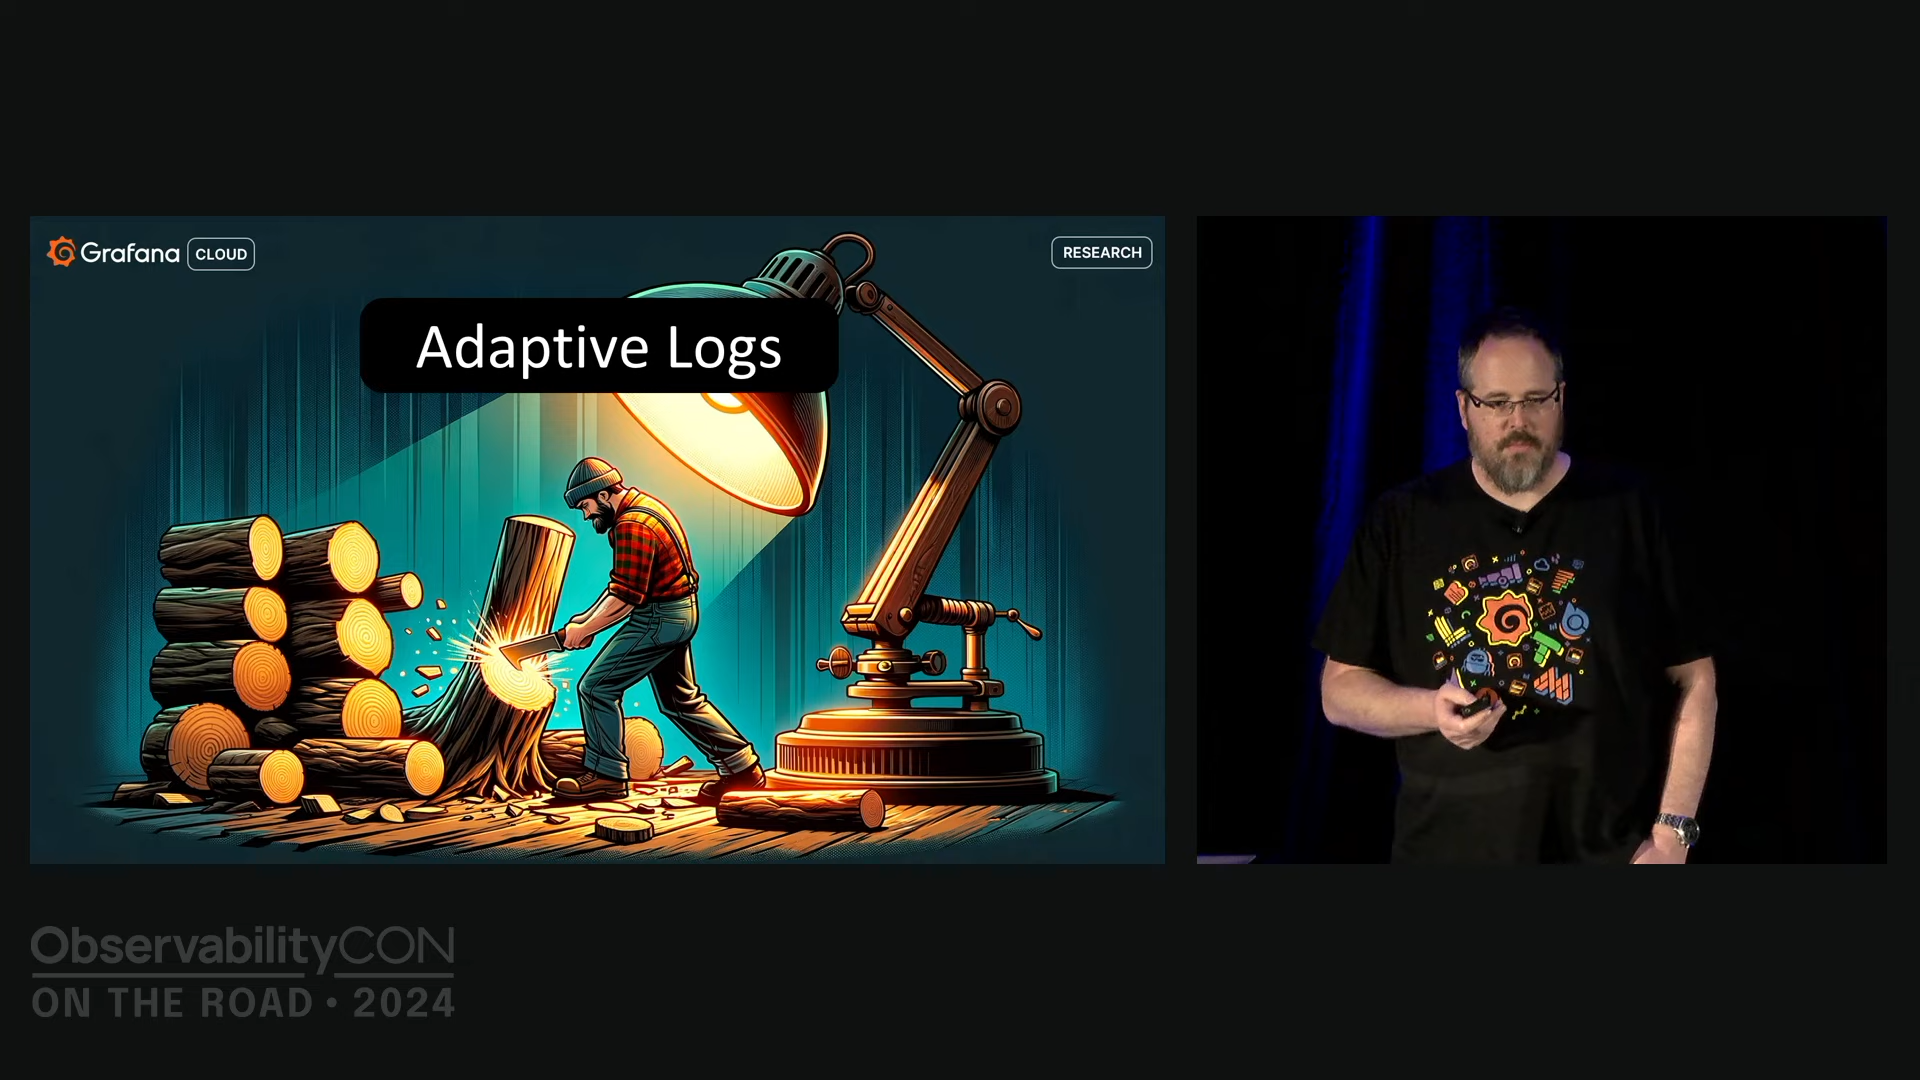 Grafana CLOUD
RESEARCH
Adaptive Logs
ObservabilityCON
ON THE ROAD • 2024